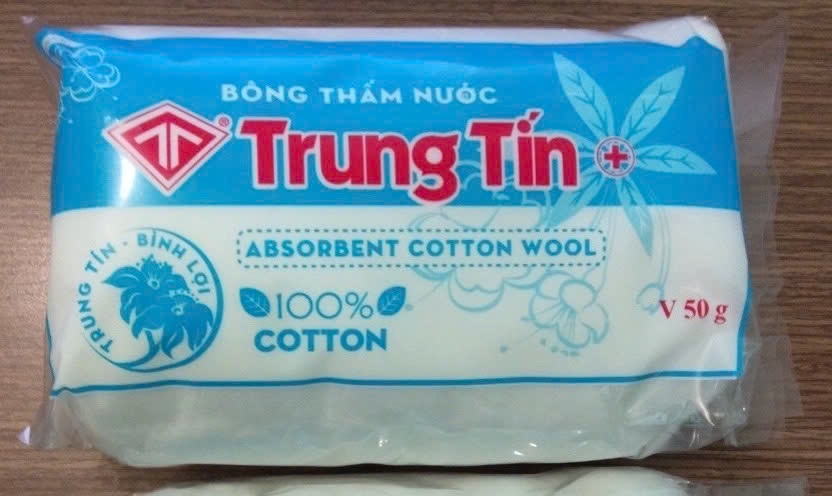 BÔNG THẤM NƯỚC
Trung Tín
®
TRUNG TÍN - BÌNH LỢI
ABSORBENT COTTON WOOL
100%
COTTON
V 50 g